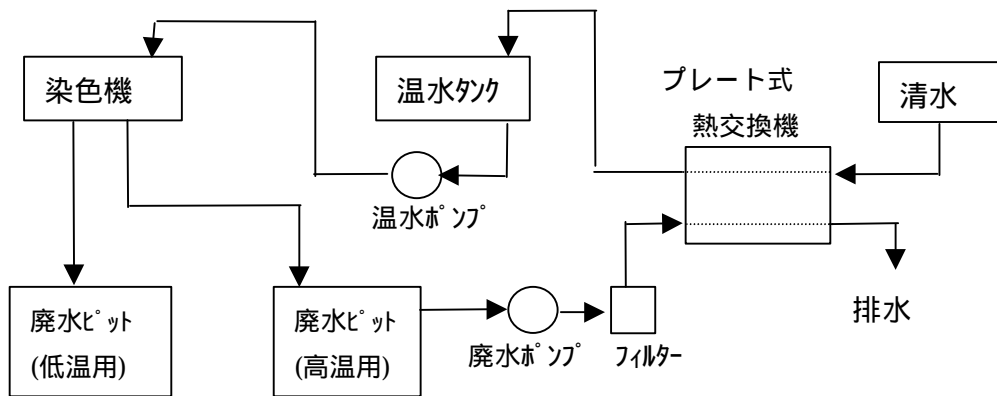 染色機
温水ﾀﾝｸ
プレート式
熱交換機
清水
温水ﾎﾟﾝﾌﾟ
廃水ﾋﾟｯﾄ
(低温用)
廃水ﾋﾟｯﾄ
(高温用)
廃水ﾎﾟﾝﾌﾟ
ﾌｨﾙﾀｰ
排水